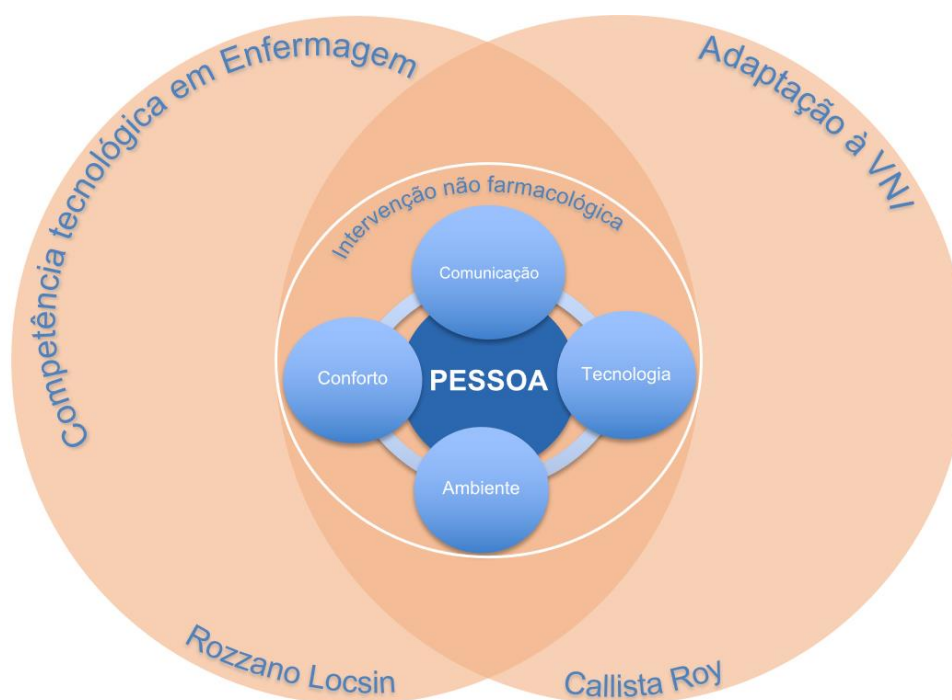 Competência tecnológica em Enfermagem
Adaptação à VNI
Intervenção não farmacológica
Comunicação
Conforto
PESSOA
Tecnologia
Ambiente
Rozzano Locsin
Callista Roy